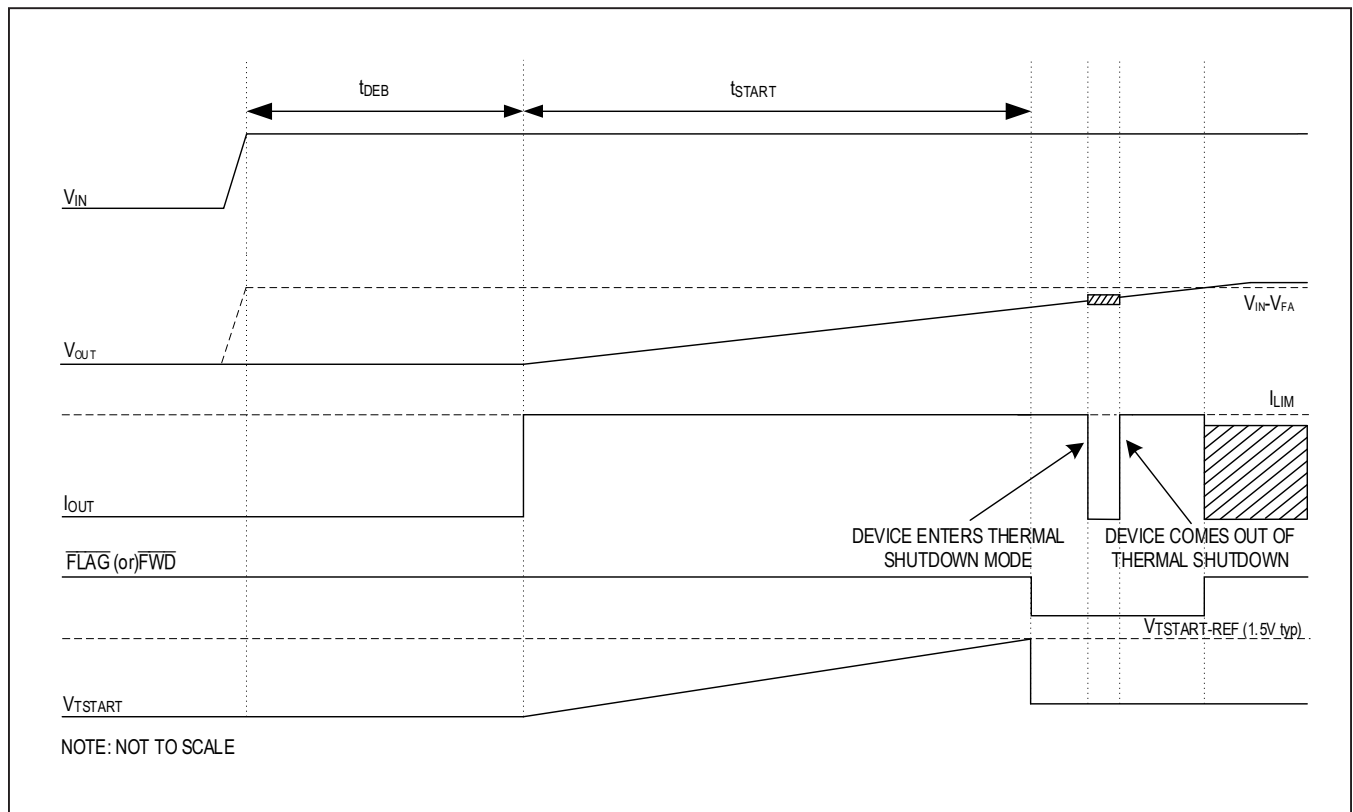 tDEB
tSTART
VIN
VOUT
VIN-VFA
ILIM
IOUT
DEVICE ENTERS THERMAL
SHUTDOWN MODE
DEVICE COMES OUT OF
THERMAL SHUTDOWN
FLAG (or)FWD
VTSTART-REF (1.5V typ)
VTSTART
NOTE: NOT TO SCALE